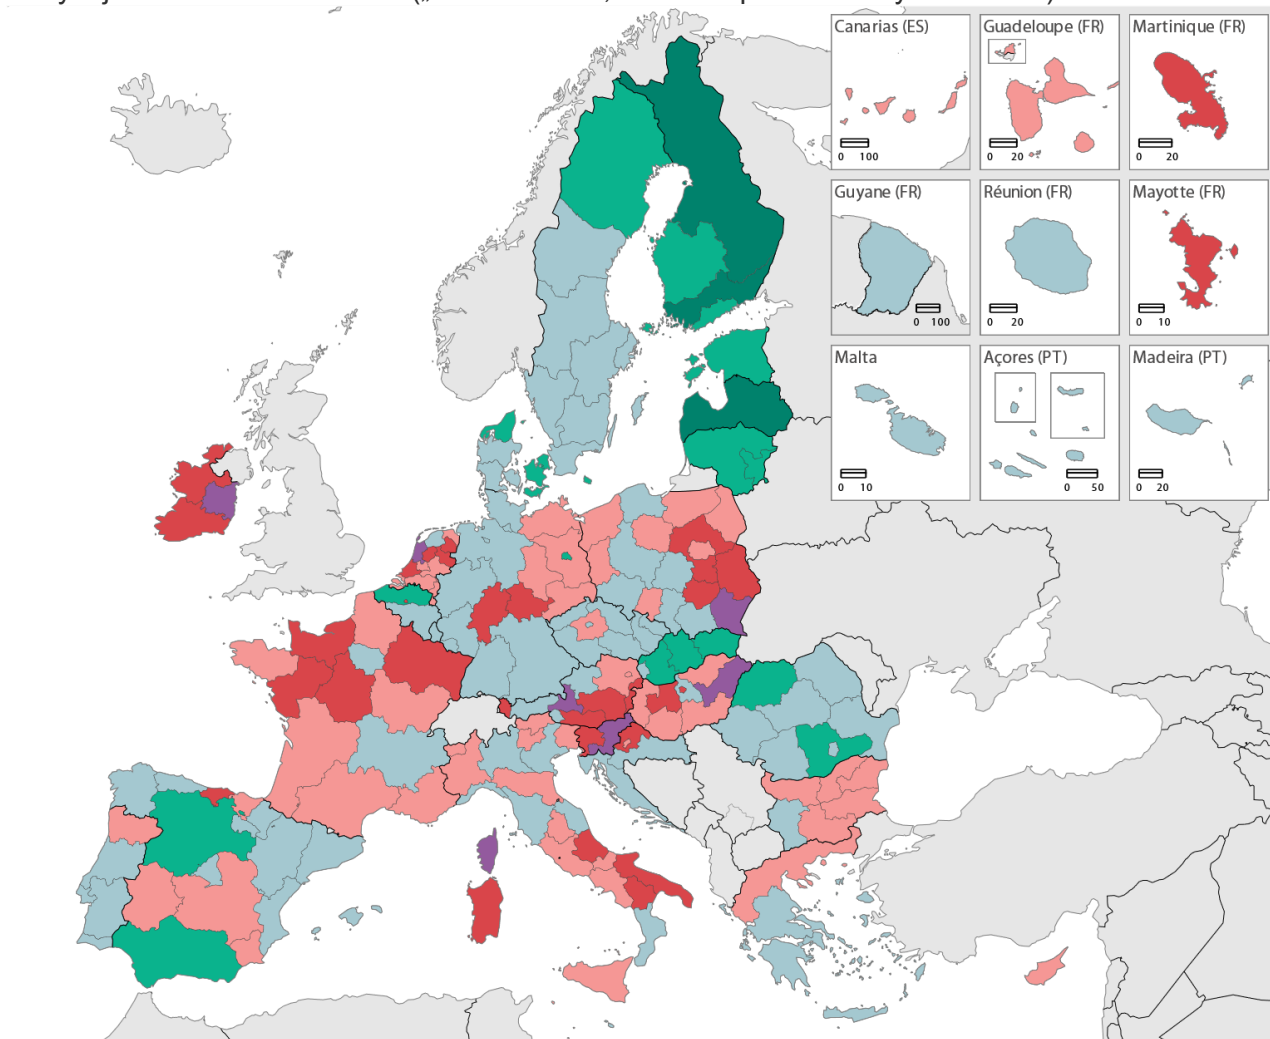 Canarias (ES)
0 100
Guadeloupe (FR)
0 20
Martinique (FR)
0 20
Guyane (FR)
0 100
Réunion (FR)
0 20
Mayotte (FR)
0 10
Malta
0 10
Açores (PT)
0 50
Madeira (PT)
0 20